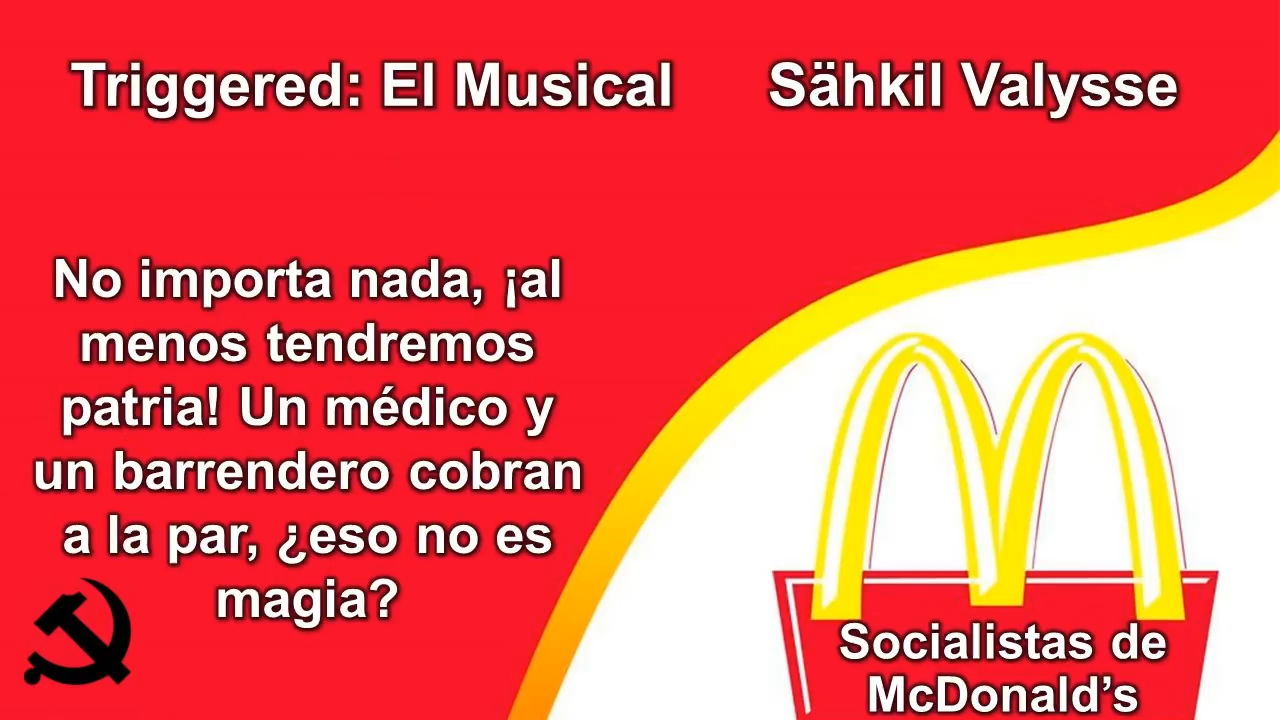 Triggered: El Musical
Sähkil Valysse
No importa nada, ¡al
menos tendremos
patria! Un médico y
un barrendero cobran
a la par, ¿eso no es
magia?
Socialistas de
McDonald’s